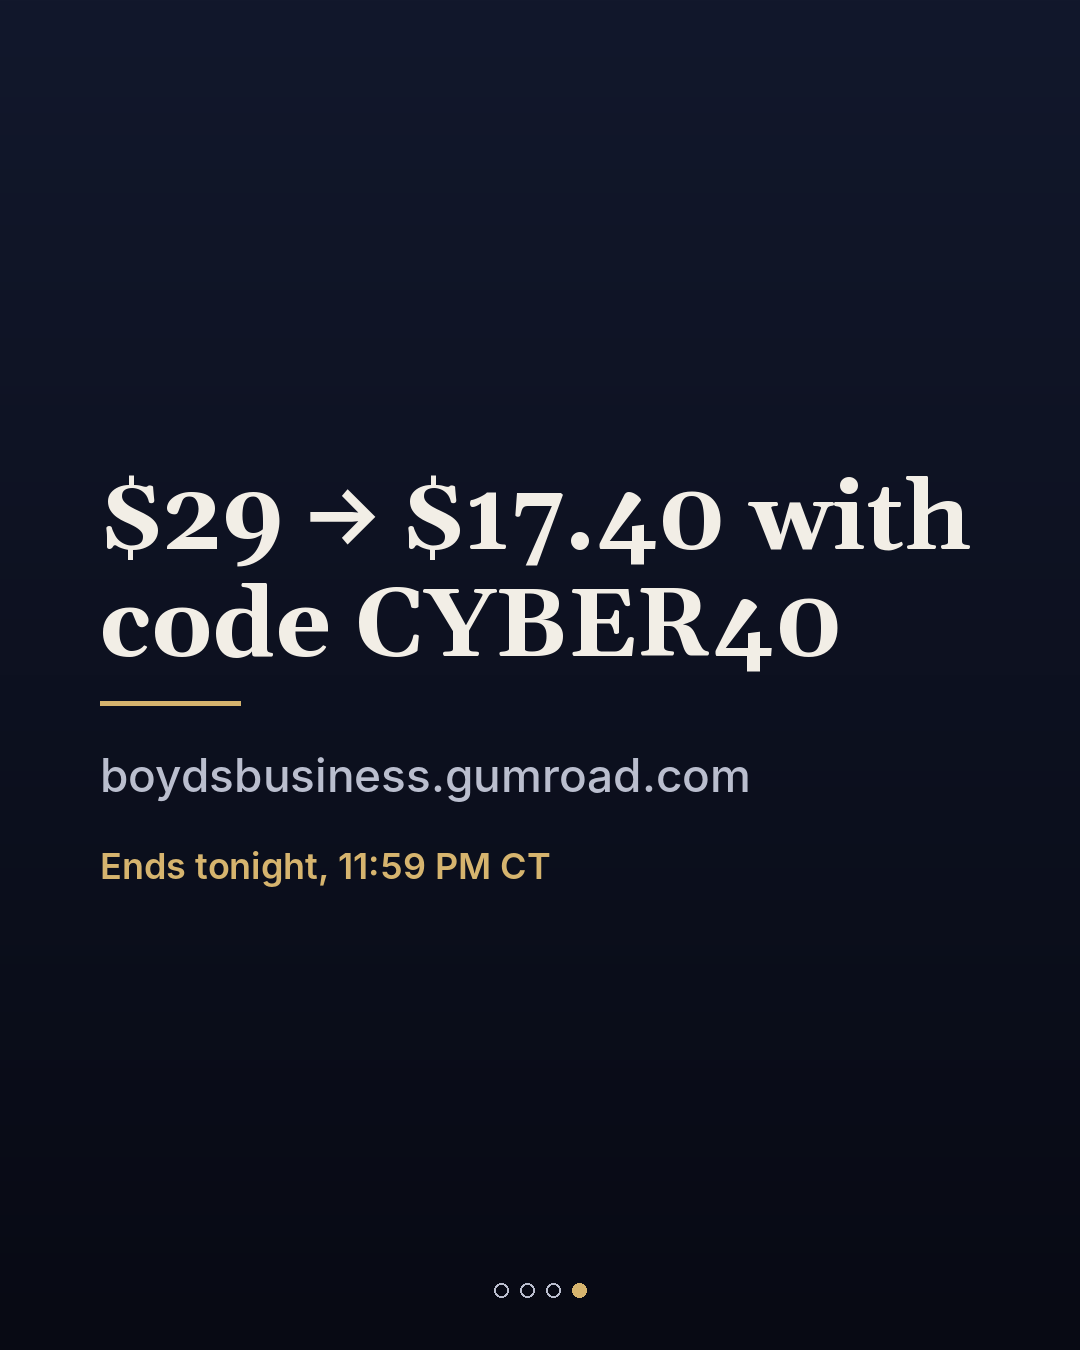 $29 → $17.40 with
code CYBER40
boydsbusiness.gumroad.com
Ends tonight, 11:59 PM CT